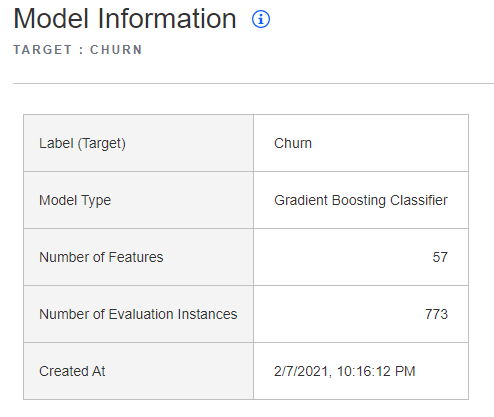 Model Information
TARGET : CHURN
Label (Target) Churn
Model Type Gradient Boosting Classifier
Number of Features 57
Number of Evaluation Instances 773
Created At 2/7/2021, 10:16:12 PM